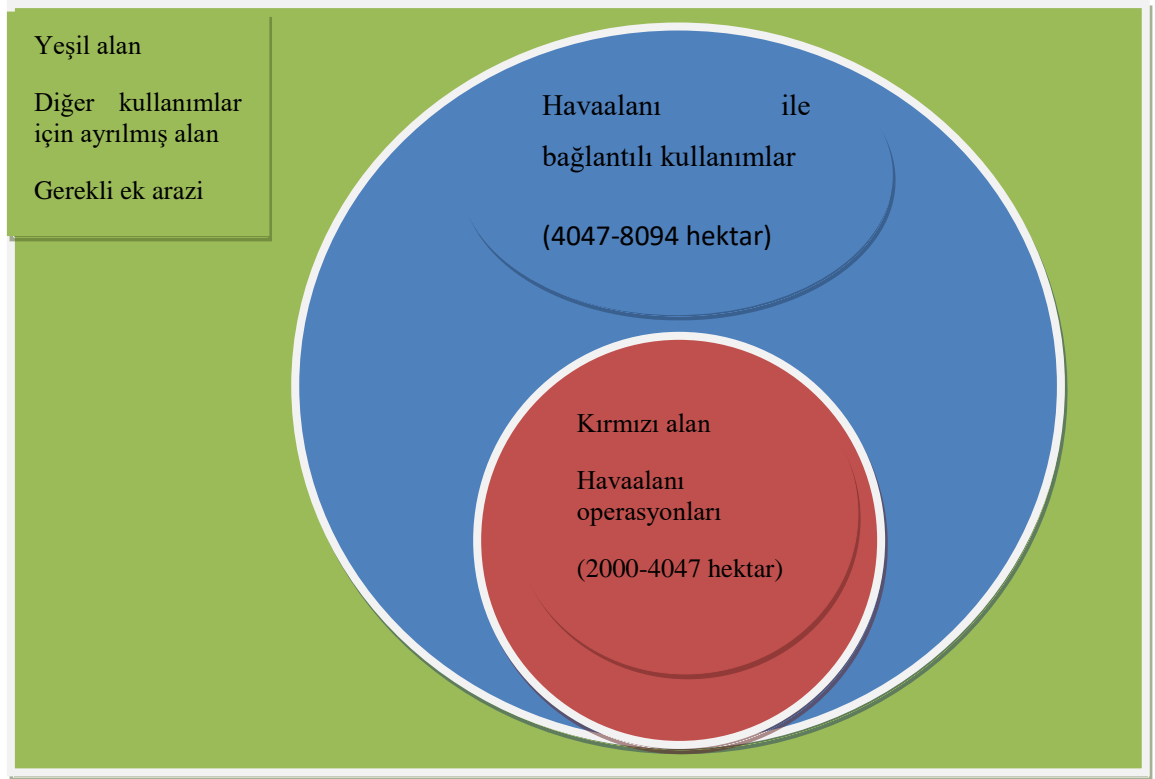 Yeşil alan
Diğer kullanımlar
için ayrılmış alan
Gerekli ek arazi
Havaalanı ile
bağlantılı kullanımlar
(4047-8094 hektar)
Kırmızı alan
Havaalanı
operasyonları
(2000-4047 hektar)